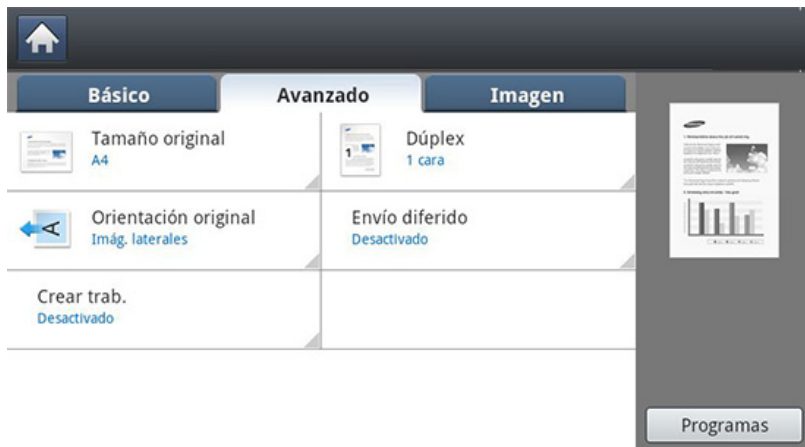 Básico
Avanzado
Imagen
Tamaño original
A4
1
Dúplex
1 cara
Orientación original
Imág. laterales
Envío diferido
Desactivado
Crear trab.
Desactivado
Programas